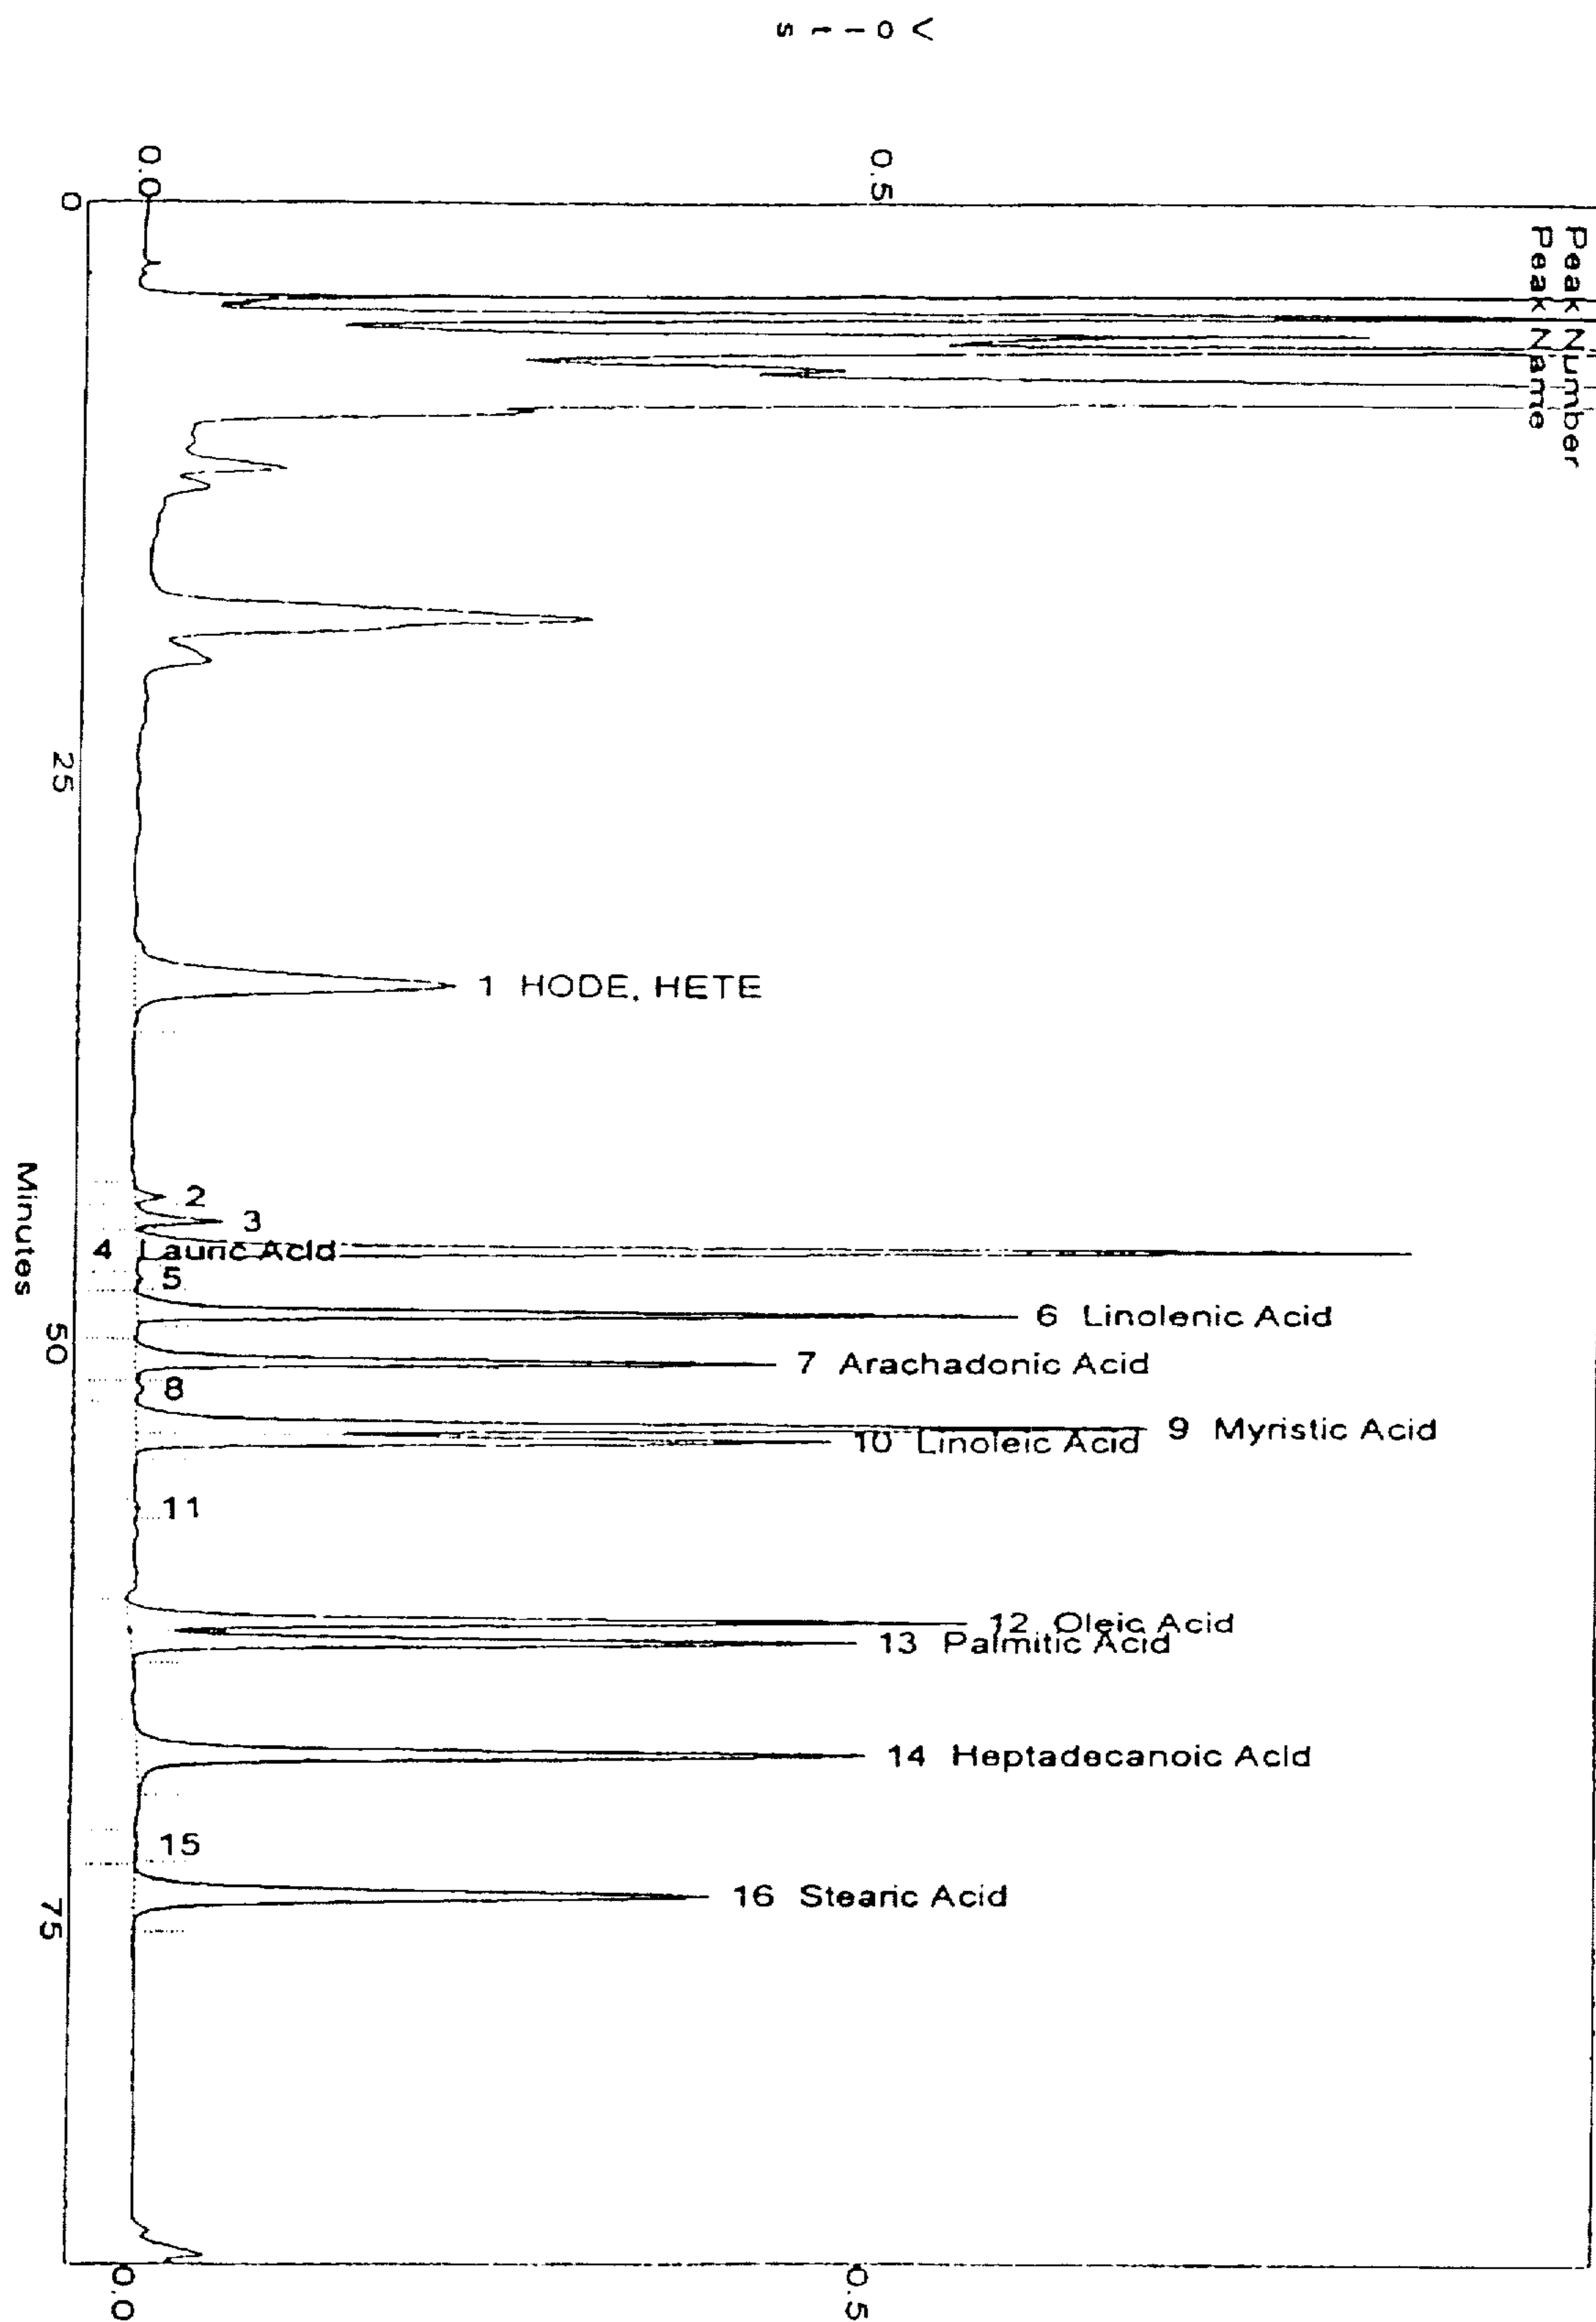 Volts
0.0
0.5
Peak Number
Peak Name
0
25
50
75
Minutes
1 HODE, HETE
2
3
4 Lauric Acid
5
6 Linolenic Acid
7 Arachadonic Acid
8
9 Myristic Acid
10 Linoleic Acid
11
12 Oleic Acid
13 Palmitic Acid
14 Heptadecanoic Acid
15
16 Stearic Acid
0.0
0.5